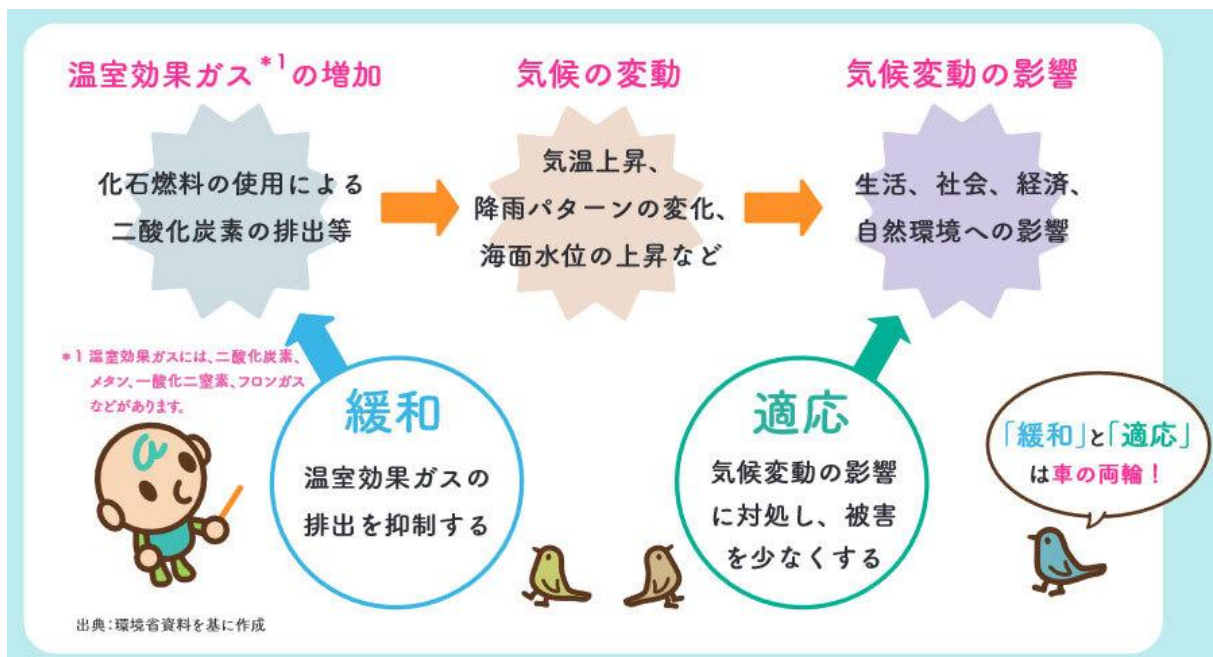 温室効果ガス*1の増加
化石燃料の使用による
二酸化炭素の排出等
気候の変動
気温上昇、
降雨パターンの変化、
海面水位の上昇など
気候変動の影響
生活、社会、経済、
自然環境への影響
*1 温室効果ガスには、二酸化炭素、
メタン、一酸化二窒素、フロンガス
などがあります。
緩和
温室効果ガスの
排出を抑制する
適応
気候変動の影響
に対処し、被害
を少なくする
「緩和」と「適応」
は車の両輪！
出典：環境省資料を基に作成